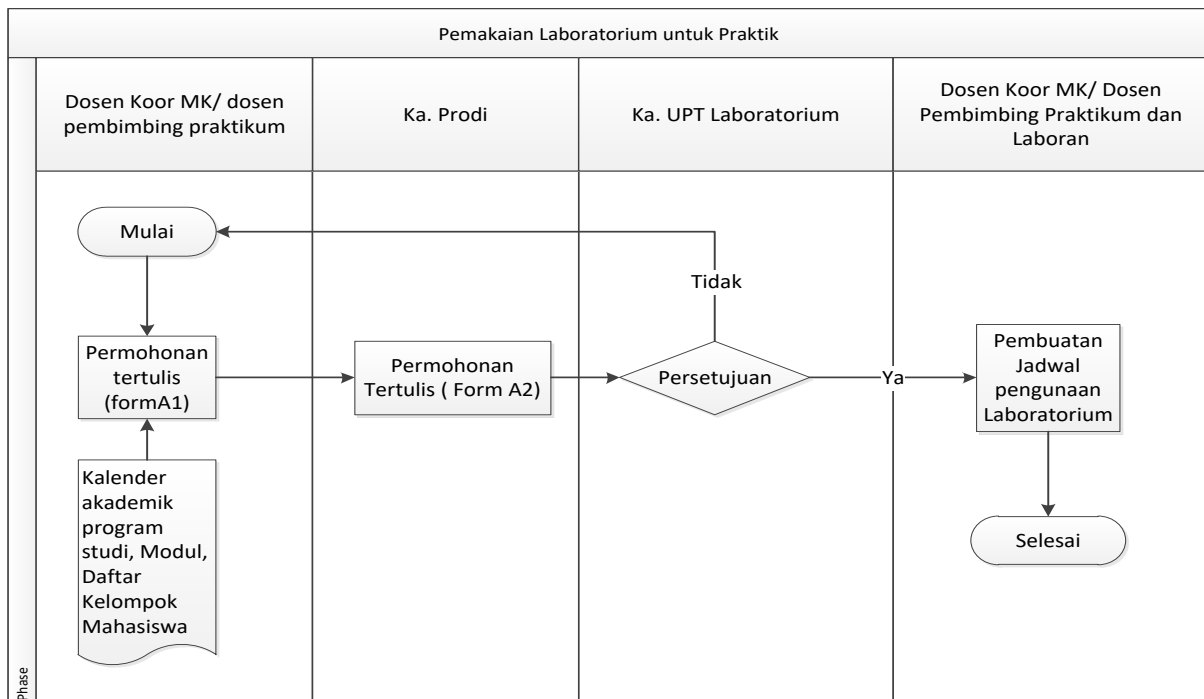 Pemakaian Laboratorium untuk Praktik
Dosen Koor MK/ dosen
pembimbing praktikum
Ka. Prodi
Ka. UPT Laboratorium
Dosen Koor MK/ Dosen
Pembimbing Praktikum dan
Laboran
Mulai
Tidak
Permohonan
tertulis
(formA1)
Permohonan
Tertulis ( Form A2)
Persetujuan
Ya
Pembuatan
Jadwal
pengunaan
Laboratorium
Kalender
akademik
program
studi, Modul,
Daftar
Kelompok
Mahasiswa
Selesai
Phase